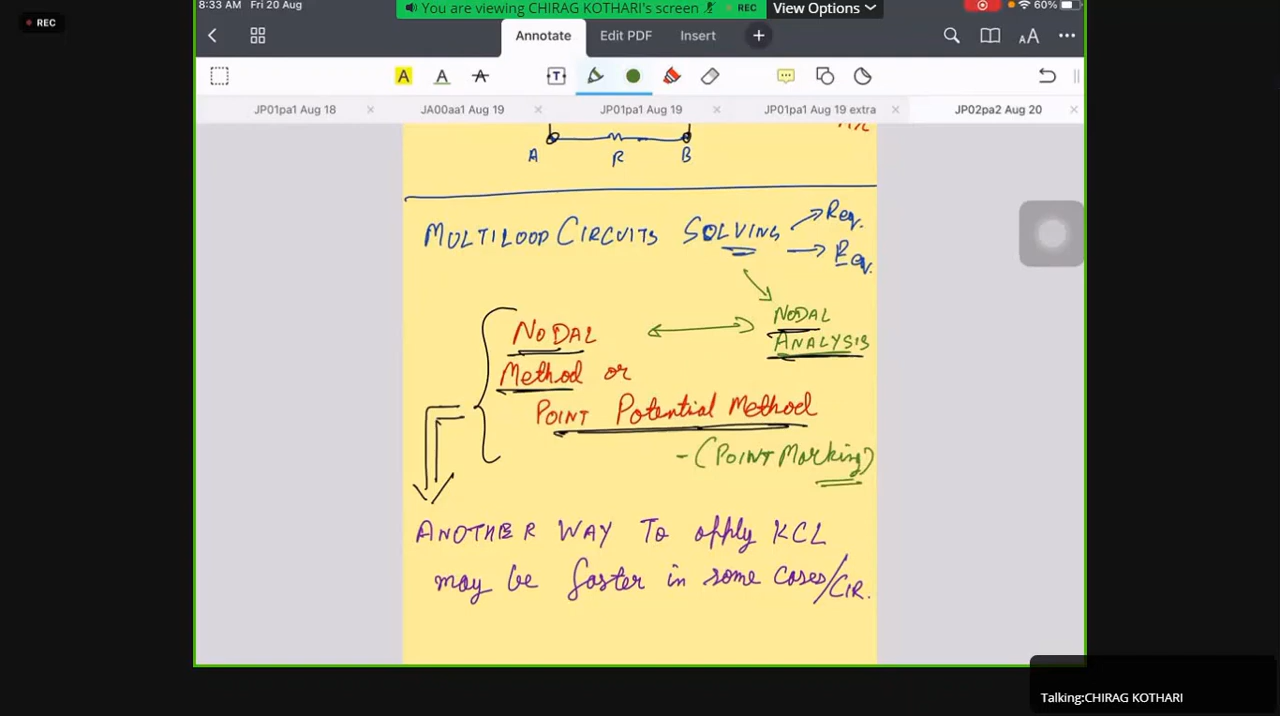 8:33 AM Fri 20 Aug
You are viewing CHIRAG KOTHARI's screen REC View Options
60%
REC
Annotate Edit PDF Insert +
AA
A A A T
JP01pa1 Aug 18 × JA00aa1 Aug 19 × JP01pa1 Aug 19 × JP01pa1 Aug 19 extra × JP02pa2 Aug 20 ×
A R B
MULTILOOP CIRCUITS SOLVING → Req.
→ Req.
NODAL
ANALYSIS
NODAL
Method or
POINT Potential Method
- (POINT Marking)
ANOTHER WAY To apply KCL
may be faster in some cases/CIR.
Talking:CHIRAG KOTHARI